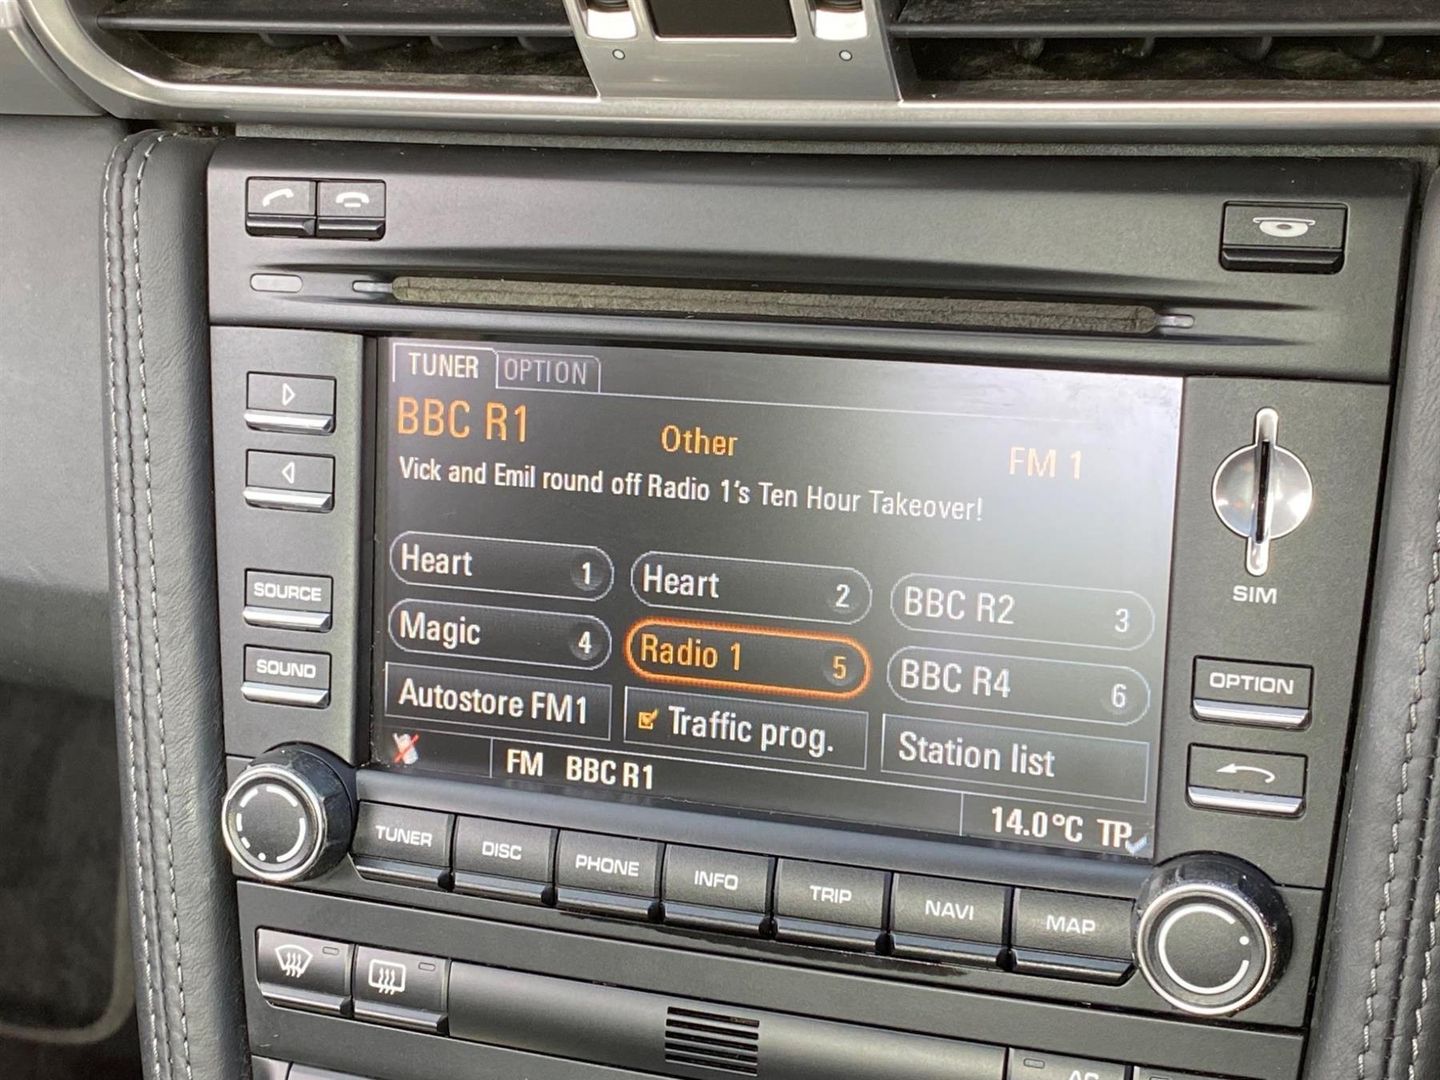 TUNER OPTION
BBC R1 Other FM 1
Vick and Emil round off Radio 1's Ten Hour Takeover!
Heart 1 Heart 2 BBC R2 3
Magic 4 Radio 1 5 BBC R4 6
Autostore FM1 Traffic prog. Station list
FM BBC R1
14.0°C TP
SOURCE
SOUND
SIM
OPTION
TUNER DISC PHONE INFO TRIP NAVI MAP
AC